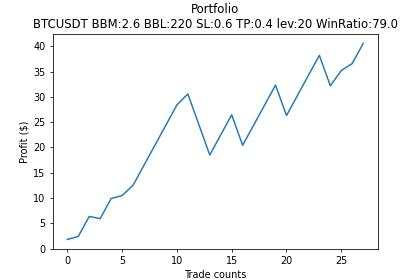 Portfolio
BTCUSDT BBM:2.6 BBL:220 SL:0.6 TP:0.4 lev:20 WinRatio:79.0
40
35
30
25
20
15
10
5
0
Profit ($)
0 5 10 15 20 25
Trade counts